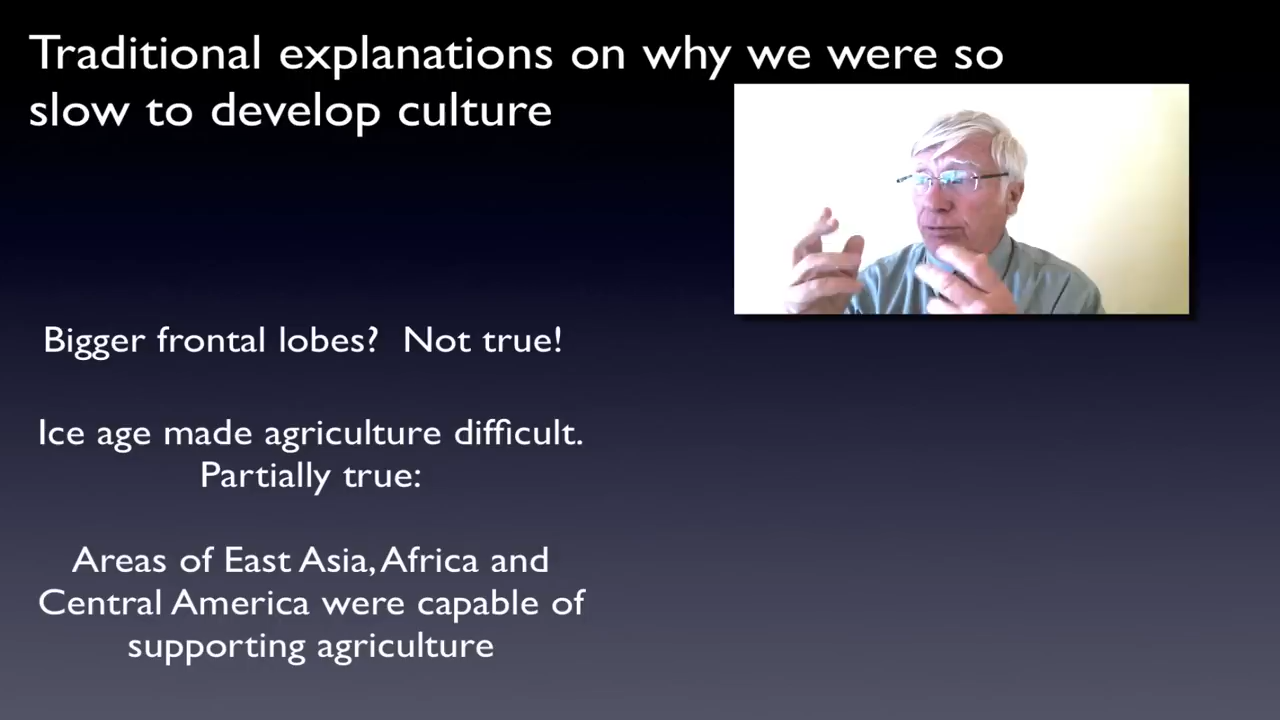 Traditional explanations on why we were so
slow to develop culture
Bigger frontal lobes? Not true!
Ice age made agriculture difficult.
Partially true:
Areas of East Asia, Africa and
Central America were capable of
supporting agriculture